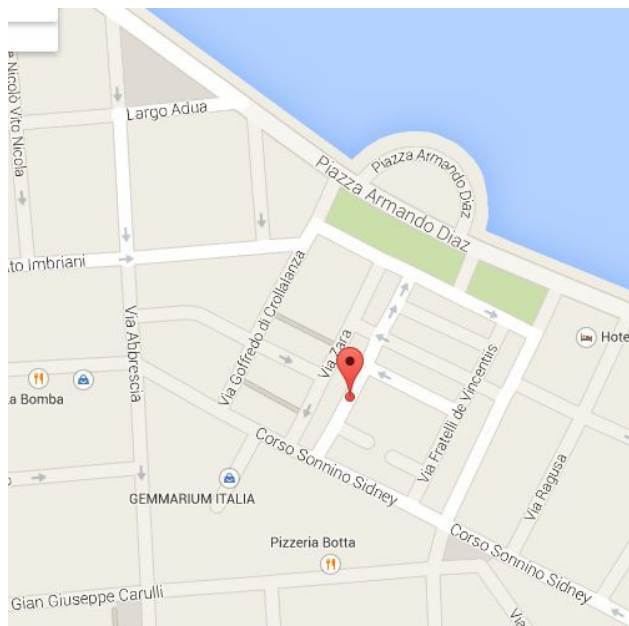 Nicolò Vito Nicola
Largo Adua
Piazza Armando Diaz
Piazza Armando Diaz
Imbriani
Via Abbrescia
Via Goffredo di Crollalanza
Via Zara
Via Fratelli de Vincentiis
Via Ragusa
Bomba
Corso Sonnino Sidney
GEMMARIUM ITALIA
Corso Sonnino Sidney
Pizzeria Botta
Gian Giuseppe Carulli